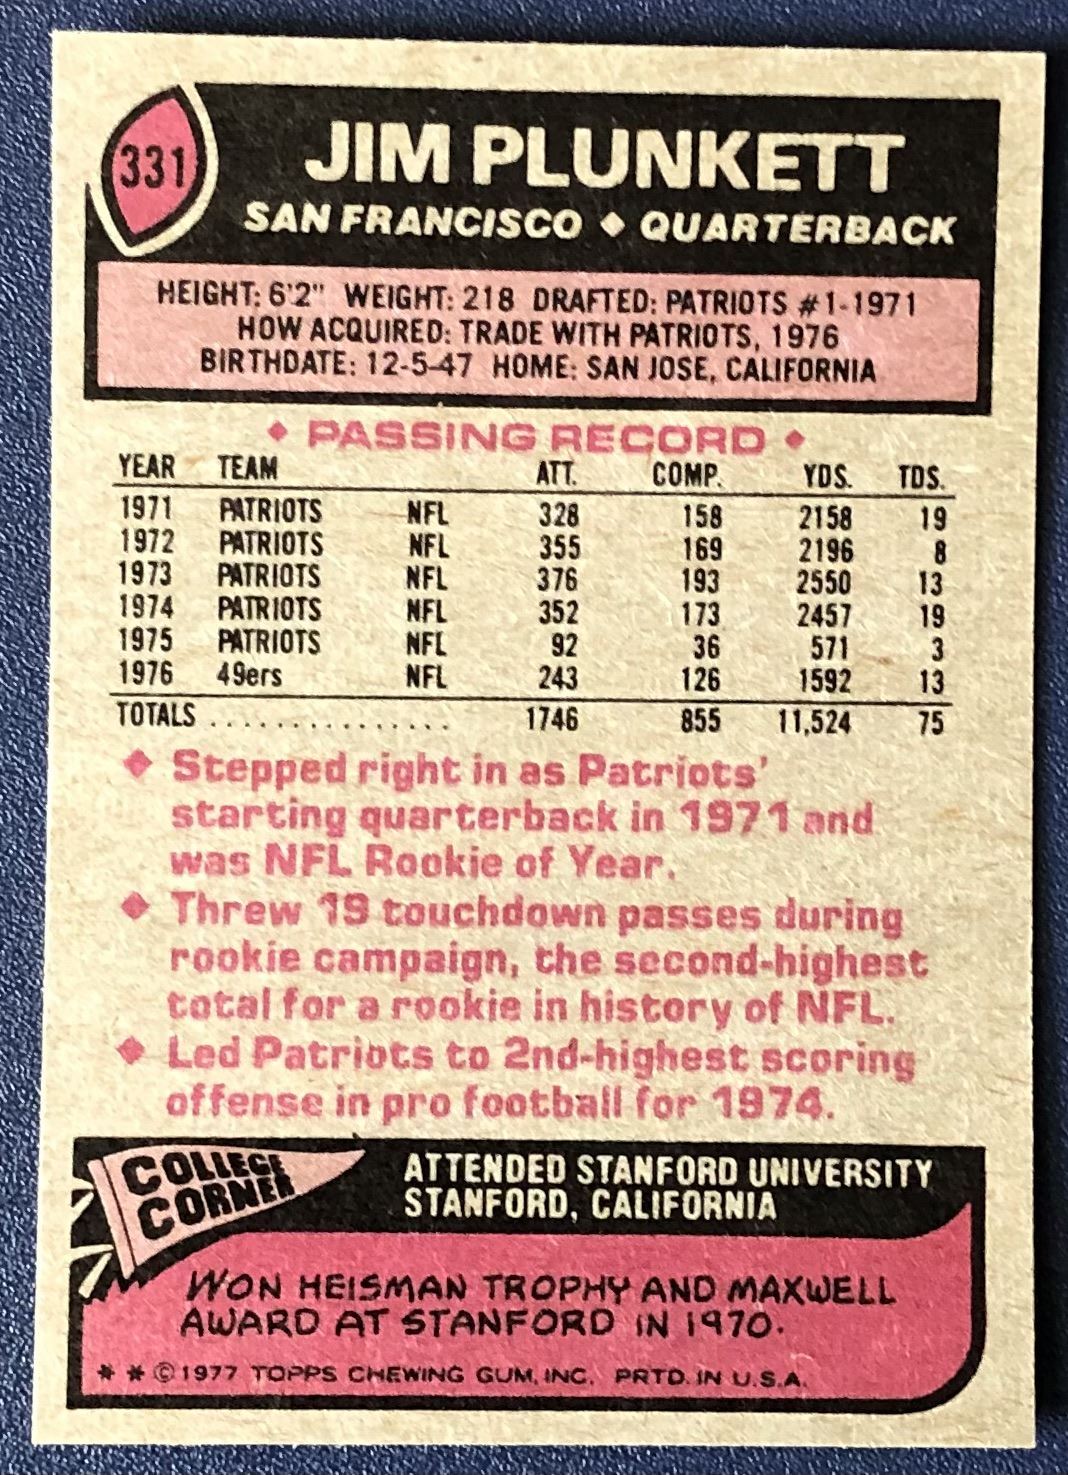 331
JIM PLUNKETT
SAN FRANCISCO ◆ QUARTERBACK
HEIGHT: 6'2" WEIGHT: 218 DRAFTED: PATRIOTS #1-1971
HOW ACQUIRED: TRADE WITH PATRIOTS, 1976
BIRTHDATE: 12-5-47 HOME: SAN JOSE, CALIFORNIA
◆ PASSING RECORD ◆
YEAR TEAM ATT. COMP. YDS. TDS.
1971 PATRIOTS NFL 328 158 2158 19
1972 PATRIOTS NFL 355 169 2196 8
1973 PATRIOTS NFL 376 193 2550 13
1974 PATRIOTS NFL 352 173 2457 19
1975 PATRIOTS NFL 92 36 571 3
1976 49ers NFL 243 126 1592 13
TOTALS ............... 1746 855 11,524 75
◆ Stepped right in as Patriots'
starting quarterback in 1971 and
was NFL Rookie of Year.
◆ Threw 19 touchdown passes during
rookie campaign, the second-highest
total for a rookie in history of NFL.
◆ Led Patriots to 2nd-highest scoring
offense in pro football for 1974.
COLLEGE
CORNER
ATTENDED STANFORD UNIVERSITY
STANFORD, CALIFORNIA
WON HEISMAN TROPHY AND MAXWELL
AWARD AT STANFORD IN 1970.
* * © 1977 TOPPS CHEWING GUM, INC. PRTD. IN U.S.A.